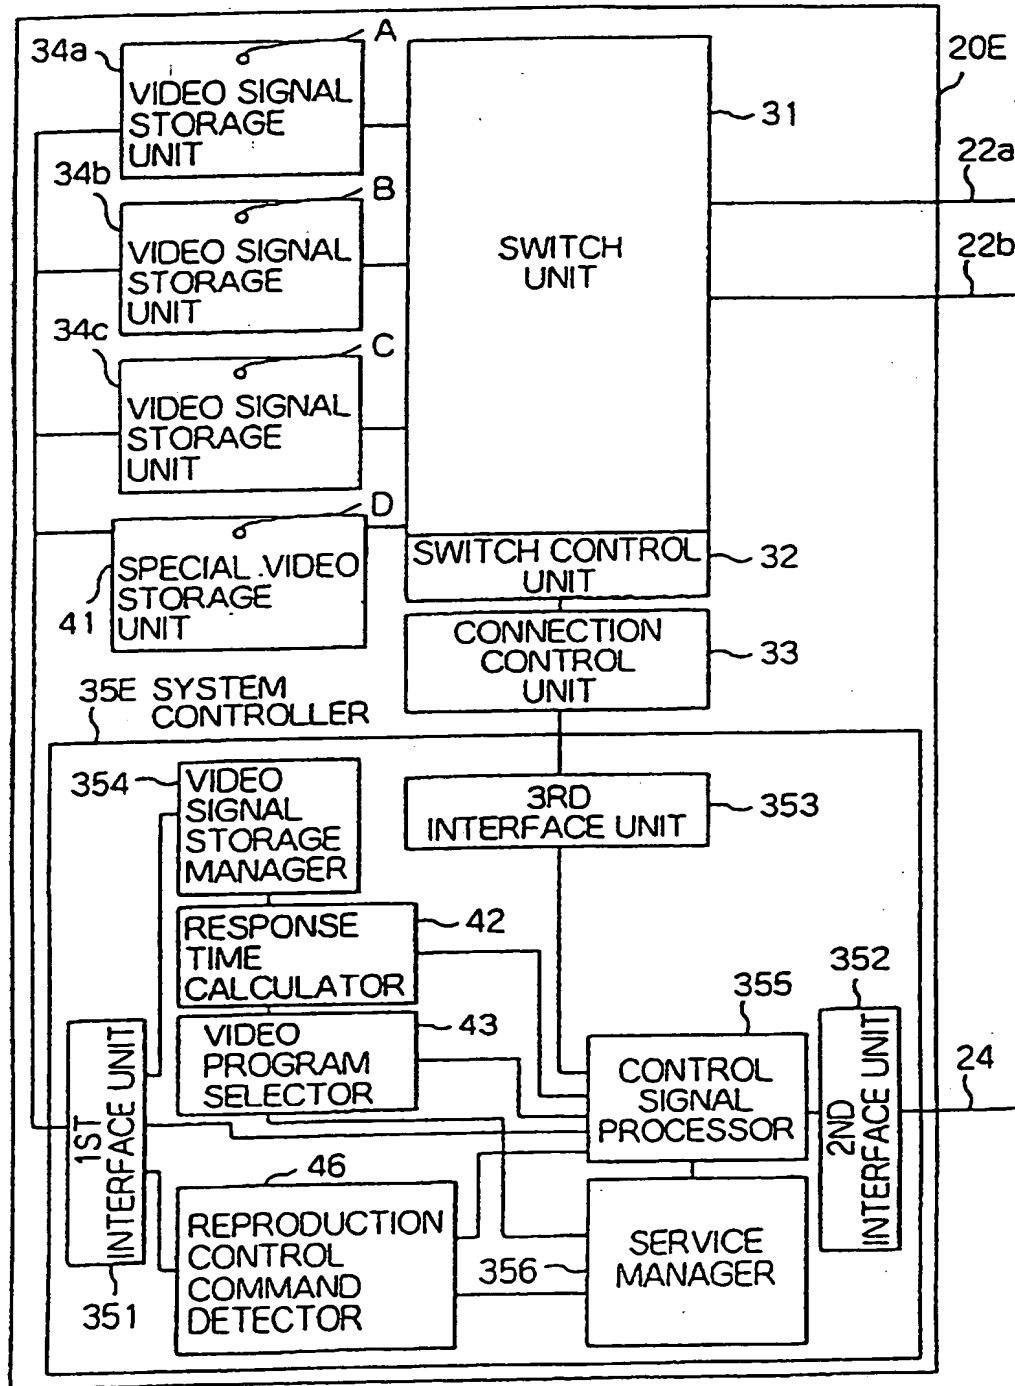 A
34a
VIDEO SIGNAL
STORAGE
UNIT
20E
31
22a
34b
B
VIDEO SIGNAL
STORAGE
UNIT
SWITCH
UNIT
22b
34c
C
VIDEO SIGNAL
STORAGE
UNIT
D
41
SPECIAL VIDEO
STORAGE
UNIT
SWITCH CONTROL
UNIT
32
CONNECTION
CONTROL
UNIT
33
35E SYSTEM
CONTROLLER
354
VIDEO
SIGNAL
STORAGE
MANAGER
3RD
INTERFACE UNIT
353
RESPONSE
TIME
CALCULATOR
42
VIDEO
PROGRAM
SELECTOR
43
355
352
1ST
INTERFACE UNIT
351
CONTROL
SIGNAL
PROCESSOR
2ND
INTERFACE UNIT
24
46
REPRODUCTION
CONTROL
COMMAND
DETECTOR
356
SERVICE
MANAGER